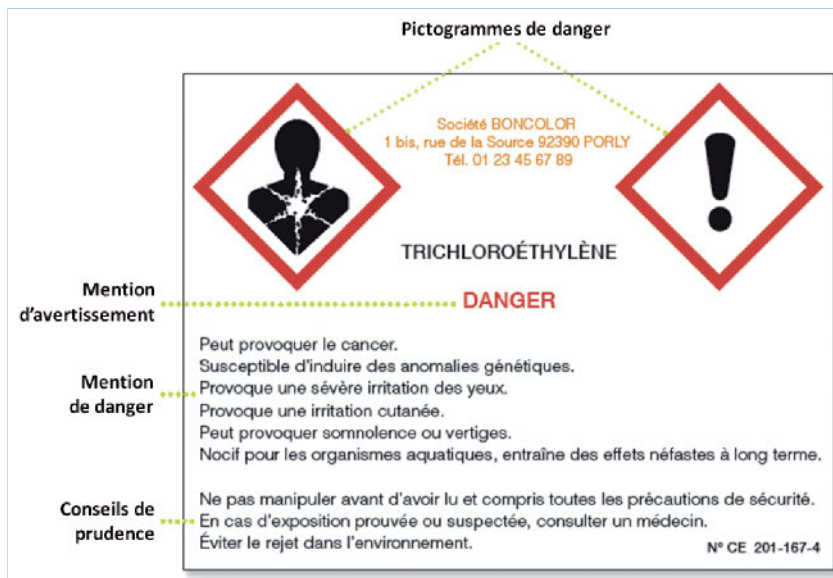 Pictogrammes de danger
Société BONCOLOR
1 bis, rue de la Source 92390 PORLY
Tél. 01 23 45 67 89
TRICHLOROÉTHYLÈNE
Mention
d'avertissement
DANGER
Mention
de danger
Peut provoquer le cancer.
Susceptible d'induire des anomalies génétiques.
Provoque une sévère irritation des yeux.
Provoque une irritation cutanée.
Peut provoquer somnolence ou vertiges.
Nocif pour les organismes aquatiques, entraîne des effets néfastes à long terme.
Conseils de
prudence
Ne pas manipuler avant d'avoir lu et compris toutes les précautions de sécurité.
En cas d'exposition prouvée ou suspectée, consulter un médecin.
Éviter le rejet dans l'environnement.
N° CE 201-167-4